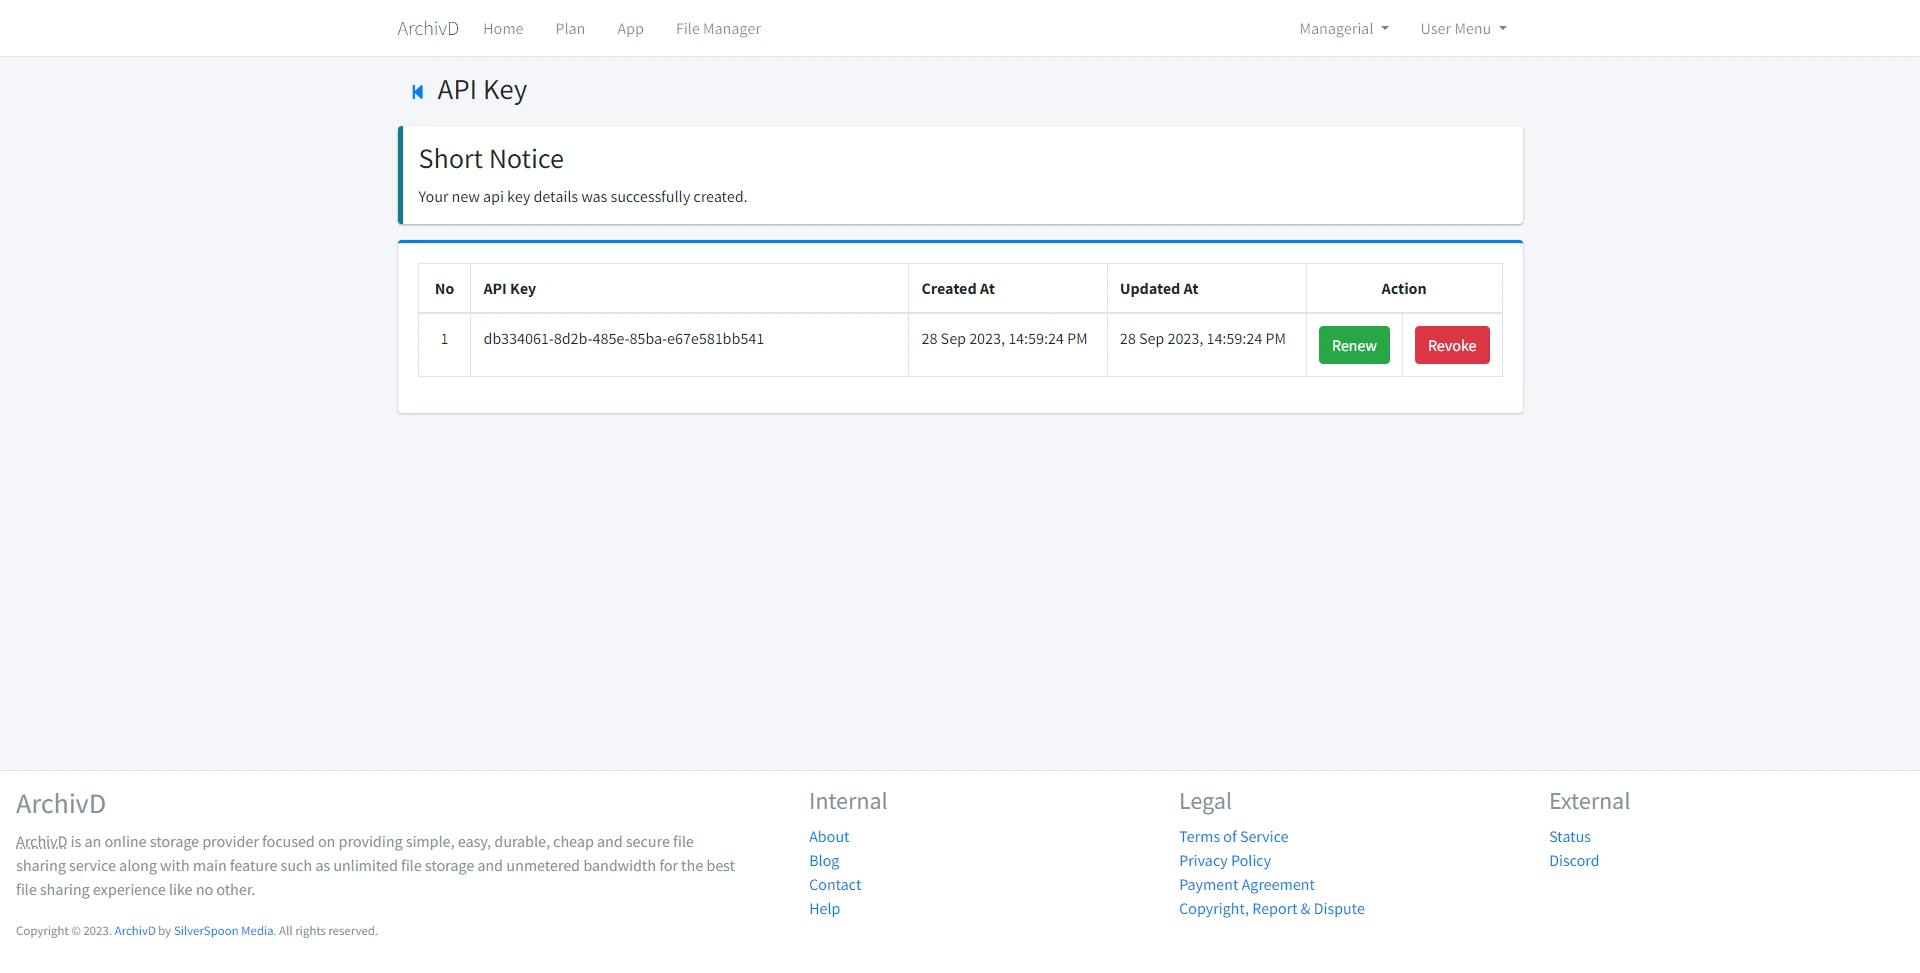 ArchivD Home Plan App File Manager Managerial User Menu
API Key
Short Notice
Your new api key details was successfully created.
No API Key Created At Updated At Action
1 db334061-8d2b-485e-85ba-e67e581bb541 28 Sep 2023, 14:59:24 PM 28 Sep 2023, 14:59:24 PM Renew Revoke
ArchivD
ArchivD is an online storage provider focused on providing simple, easy, durable, cheap and secure file
sharing service along with main feature such as unlimited file storage and unmetered bandwidth for the best
file sharing experience like no other.
Copyright © 2023. ArchivD by SilverSpoon Media. All rights reserved.
Internal
About
Blog
Contact
Help
Legal
Terms of Service
Privacy Policy
Payment Agreement
Copyright, Report & Dispute
External
Status
Discord